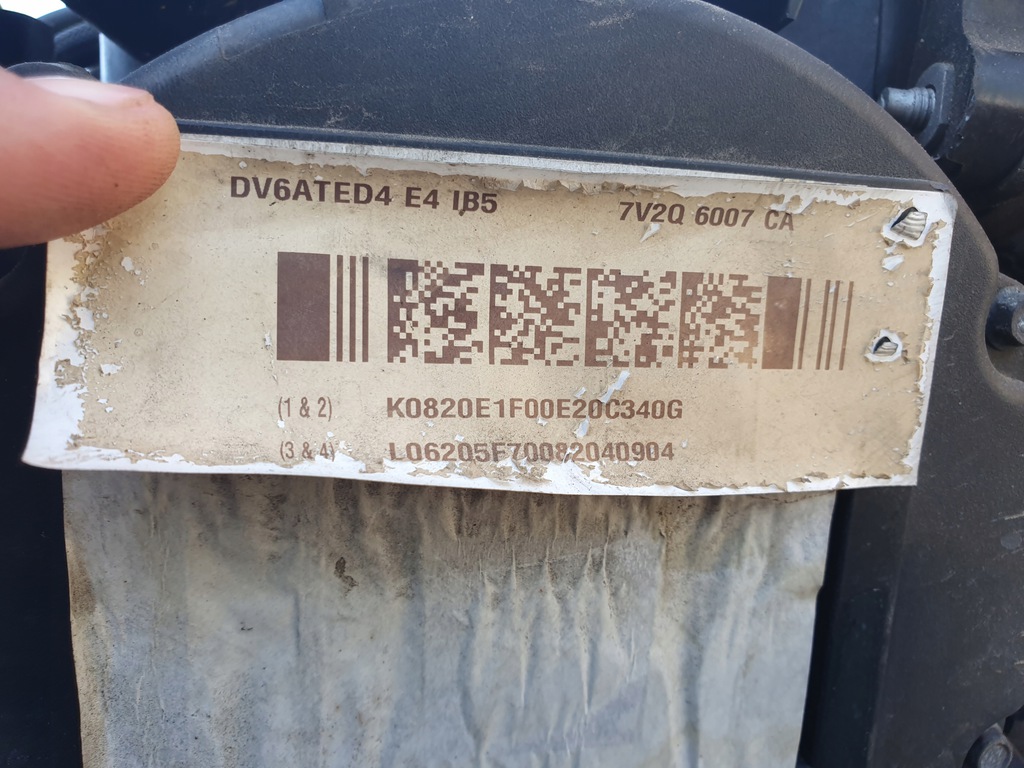 DV6ATED4 E4 IB5
7V2Q 6007 CA
(1 & 2) K0820E1F00E20C340G
(3 & 4) L06205F70082040904